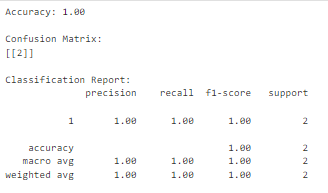 Accuracy: 1.00
Confusion Matrix:
[[2]]
Classification Report:
precision recall f1-score support
1 1.00 1.00 1.00 2
accuracy 1.00 2
macro avg 1.00 1.00 1.00 2
weighted avg 1.00 1.00 1.00 2